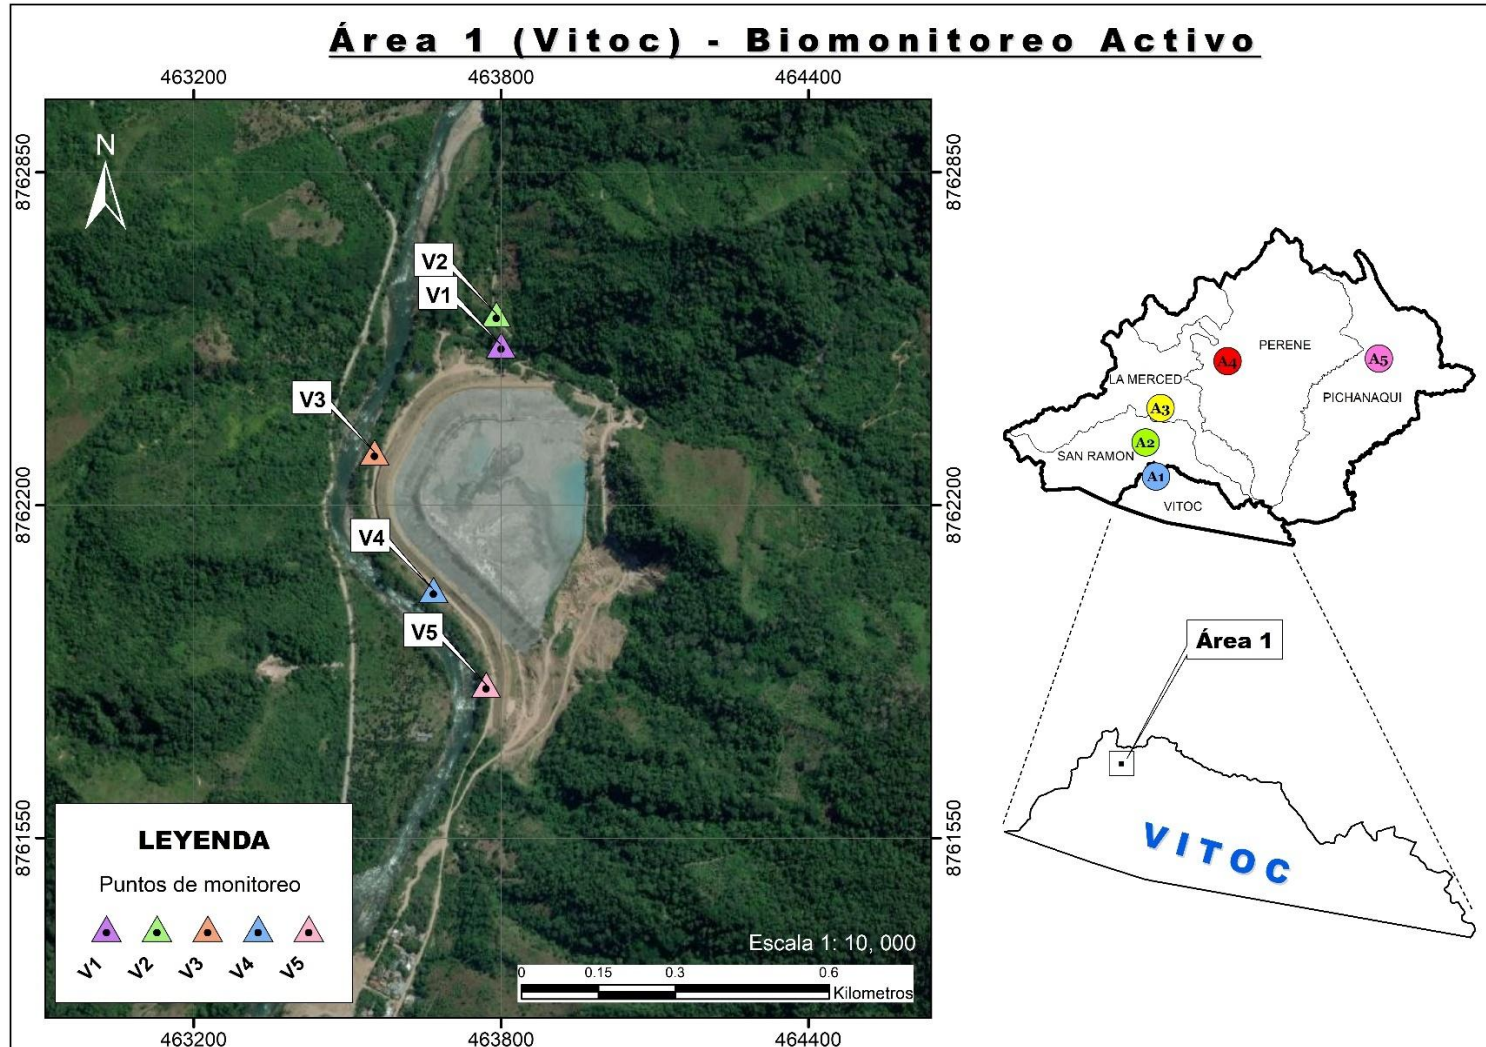 Área 1 (Vitoc) - Biomonitoreo Activo
463200 463800 464400
N
8762850 8762850
V2
V1
V3
8762200 8762200
V4
V5
8761550 8761550
LEYENDA
Puntos de monitoreo
V1 V2 V3 V4 V5
Escala 1: 10, 000
0 0.15 0.3 0.6
Kilometros
463200 463800 464400
PERENE
A4 A5
LA MERCED
PICHANAQUI
A3
A2
SAN RAMON
A1
VITOC
Área 1
VITOC